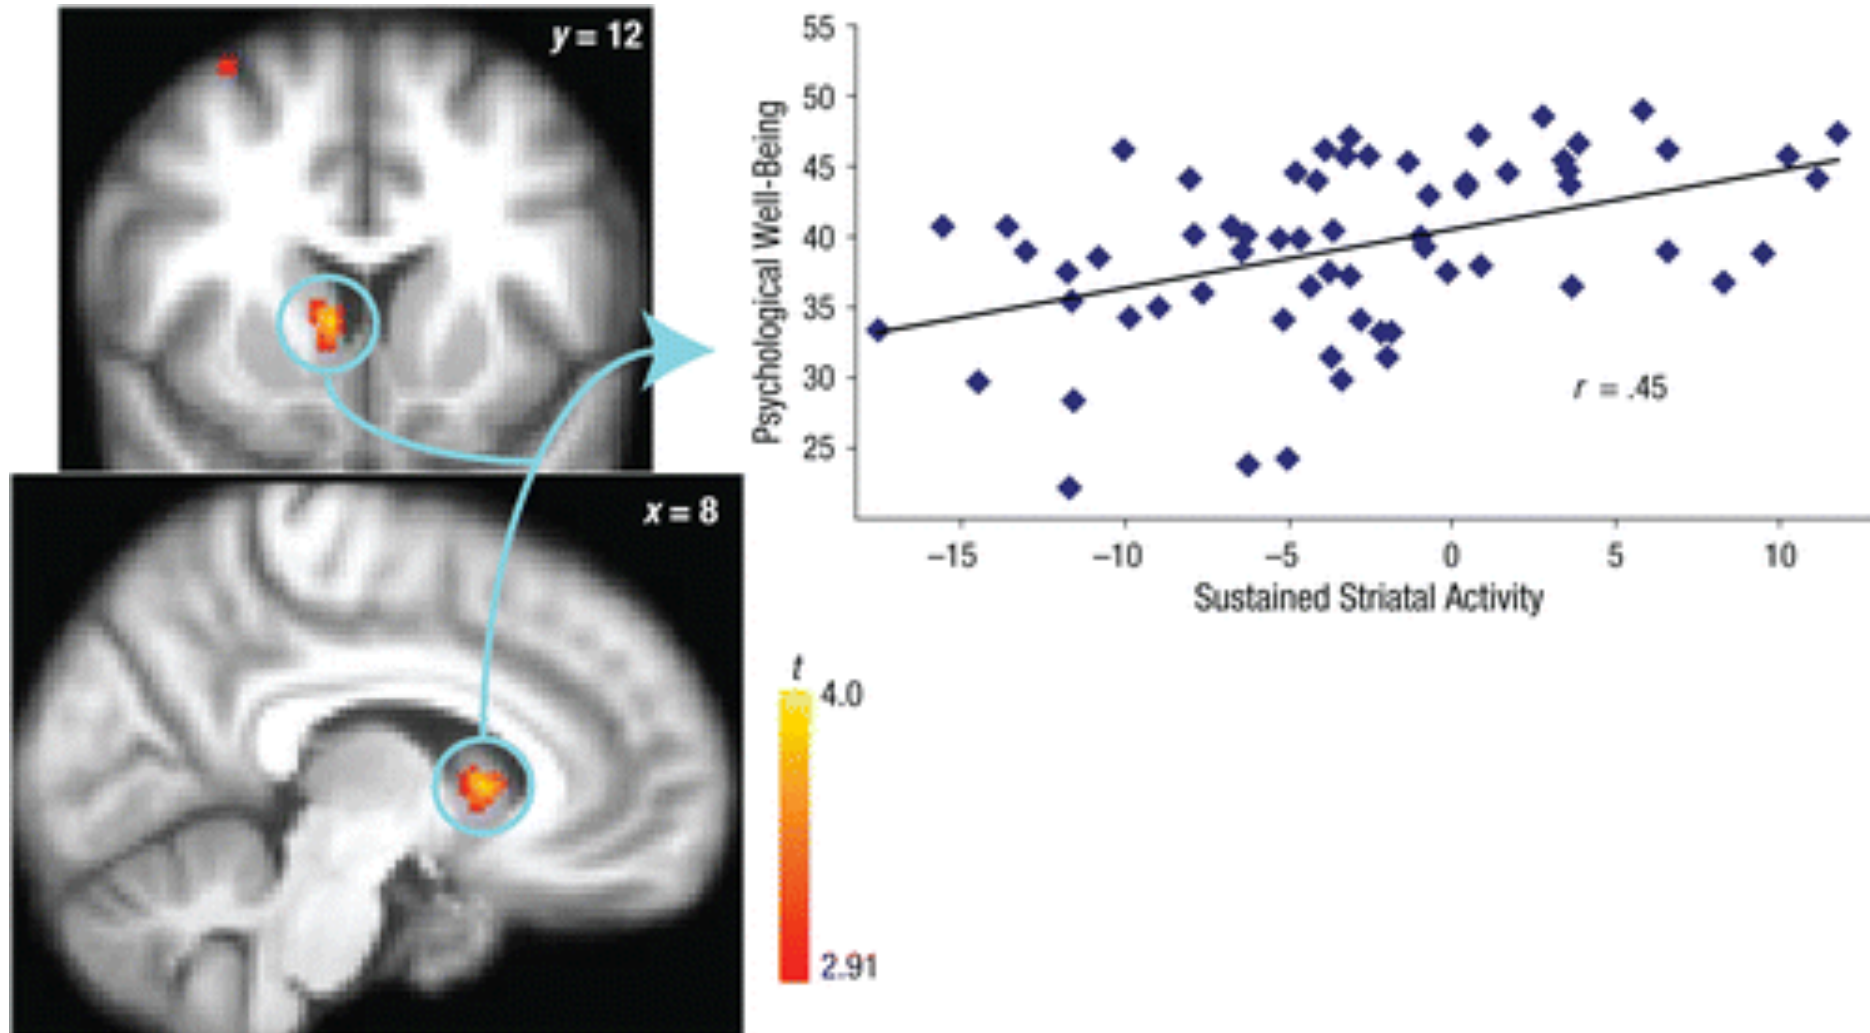 y = 12
x = 8
55
50
45
40
35
30
25
Psychological Well-Being
r = .45
–15 –10 –5 0 5 10
Sustained Striatal Activity
t
4.0
2.91